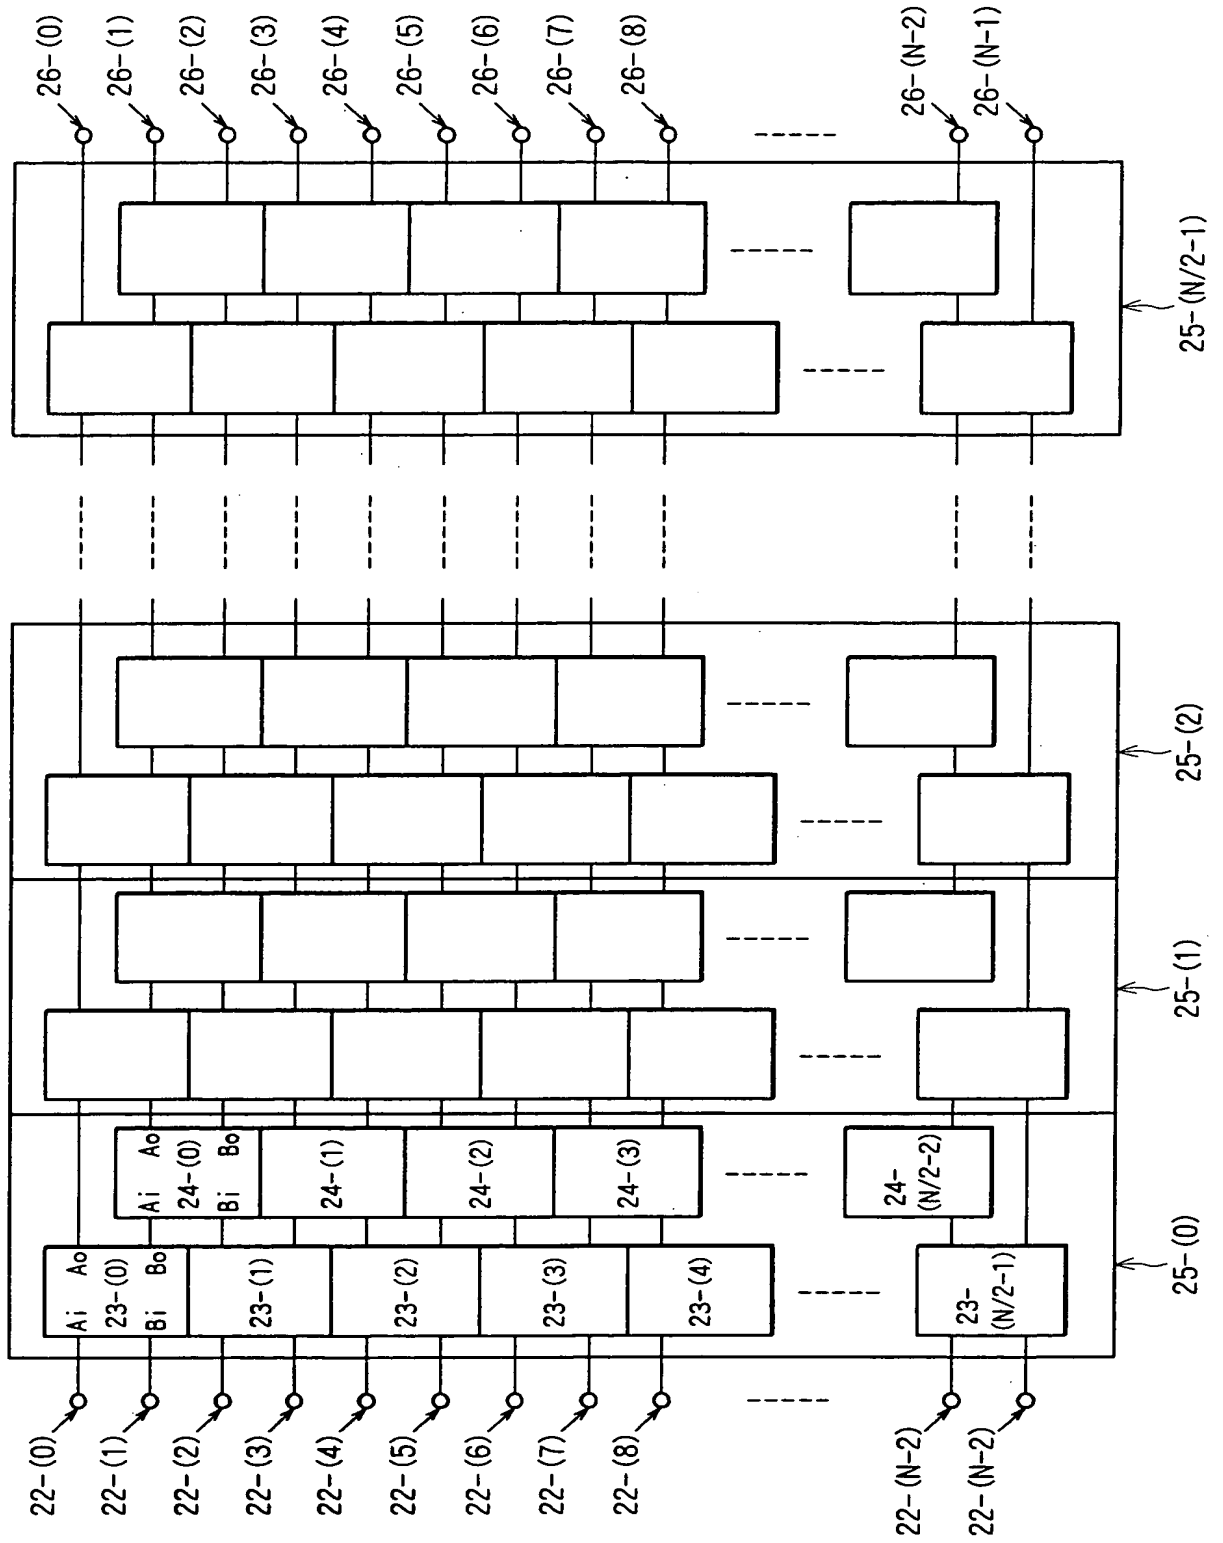 26-(0)
26-(1)
26-(2)
26-(3)
26-(4)
26-(5)
26-(6)
26-(7)
26-(8)
26-(N-2)
26-(N-1)
25-(N/2-1)
25-(2)
25-(1)
25-(0)
Ai Ao
23-(0)
Bi Bo
23-(1)
23-(2)
23-(3)
23-(4)
23-
(N/2-1)
Ai Ao
24-(0)
Bi Bo
24-(1)
24-(2)
24-(3)
24-
(N/2-2)
22-(0)
22-(1)
22-(2)
22-(3)
22-(4)
22-(5)
22-(6)
22-(7)
22-(8)
22-(N-2)
22-(N-2)